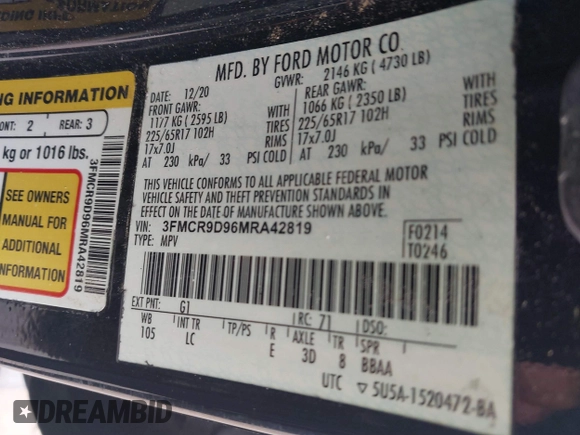 NG INFORMATION
ONT: 2 REAR: 3
kg or 1016 lbs.
SEE OWNERS
MANUAL FOR
ADDITIONAL
INFORMATION
3FMCR9D96MRA42819
MFD. BY FORD MOTOR CO.
DATE: 12/20 GVWR: 2146 KG ( 4730 LB)
FRONT GAWR: REAR GAWR:
1177 KG ( 2595 LB) 1066 KG ( 2350 LB)
225/65R17 102H TIRES 225/65R17 102H TIRES
17x7.0J RIMS 17x7.0J RIMS
AT 230 kPa/ 33 PSI COLD AT 230 kPa/ 33 PSI COLD
THIS VEHICLE CONFORMS TO ALL APPLICABLE FEDERAL MOTOR
VEHICLE SAFETY AND THEFT PREVENTION STANDARDS IN
EFFECT ON THE DATE OF MANUFACTURE SHOWN ABOVE.
VIN: 3FMCR9D96MRA42819
TYPE: MPV
F0214
T0246
EXT PNT: G1 RC: 71 DSO:
WB INT TR TP/PS R AXLE TR SPR
105 LC E 3D 8 BBAA
UTC ▽ 5U5A-1520472-BA
DREAMBID